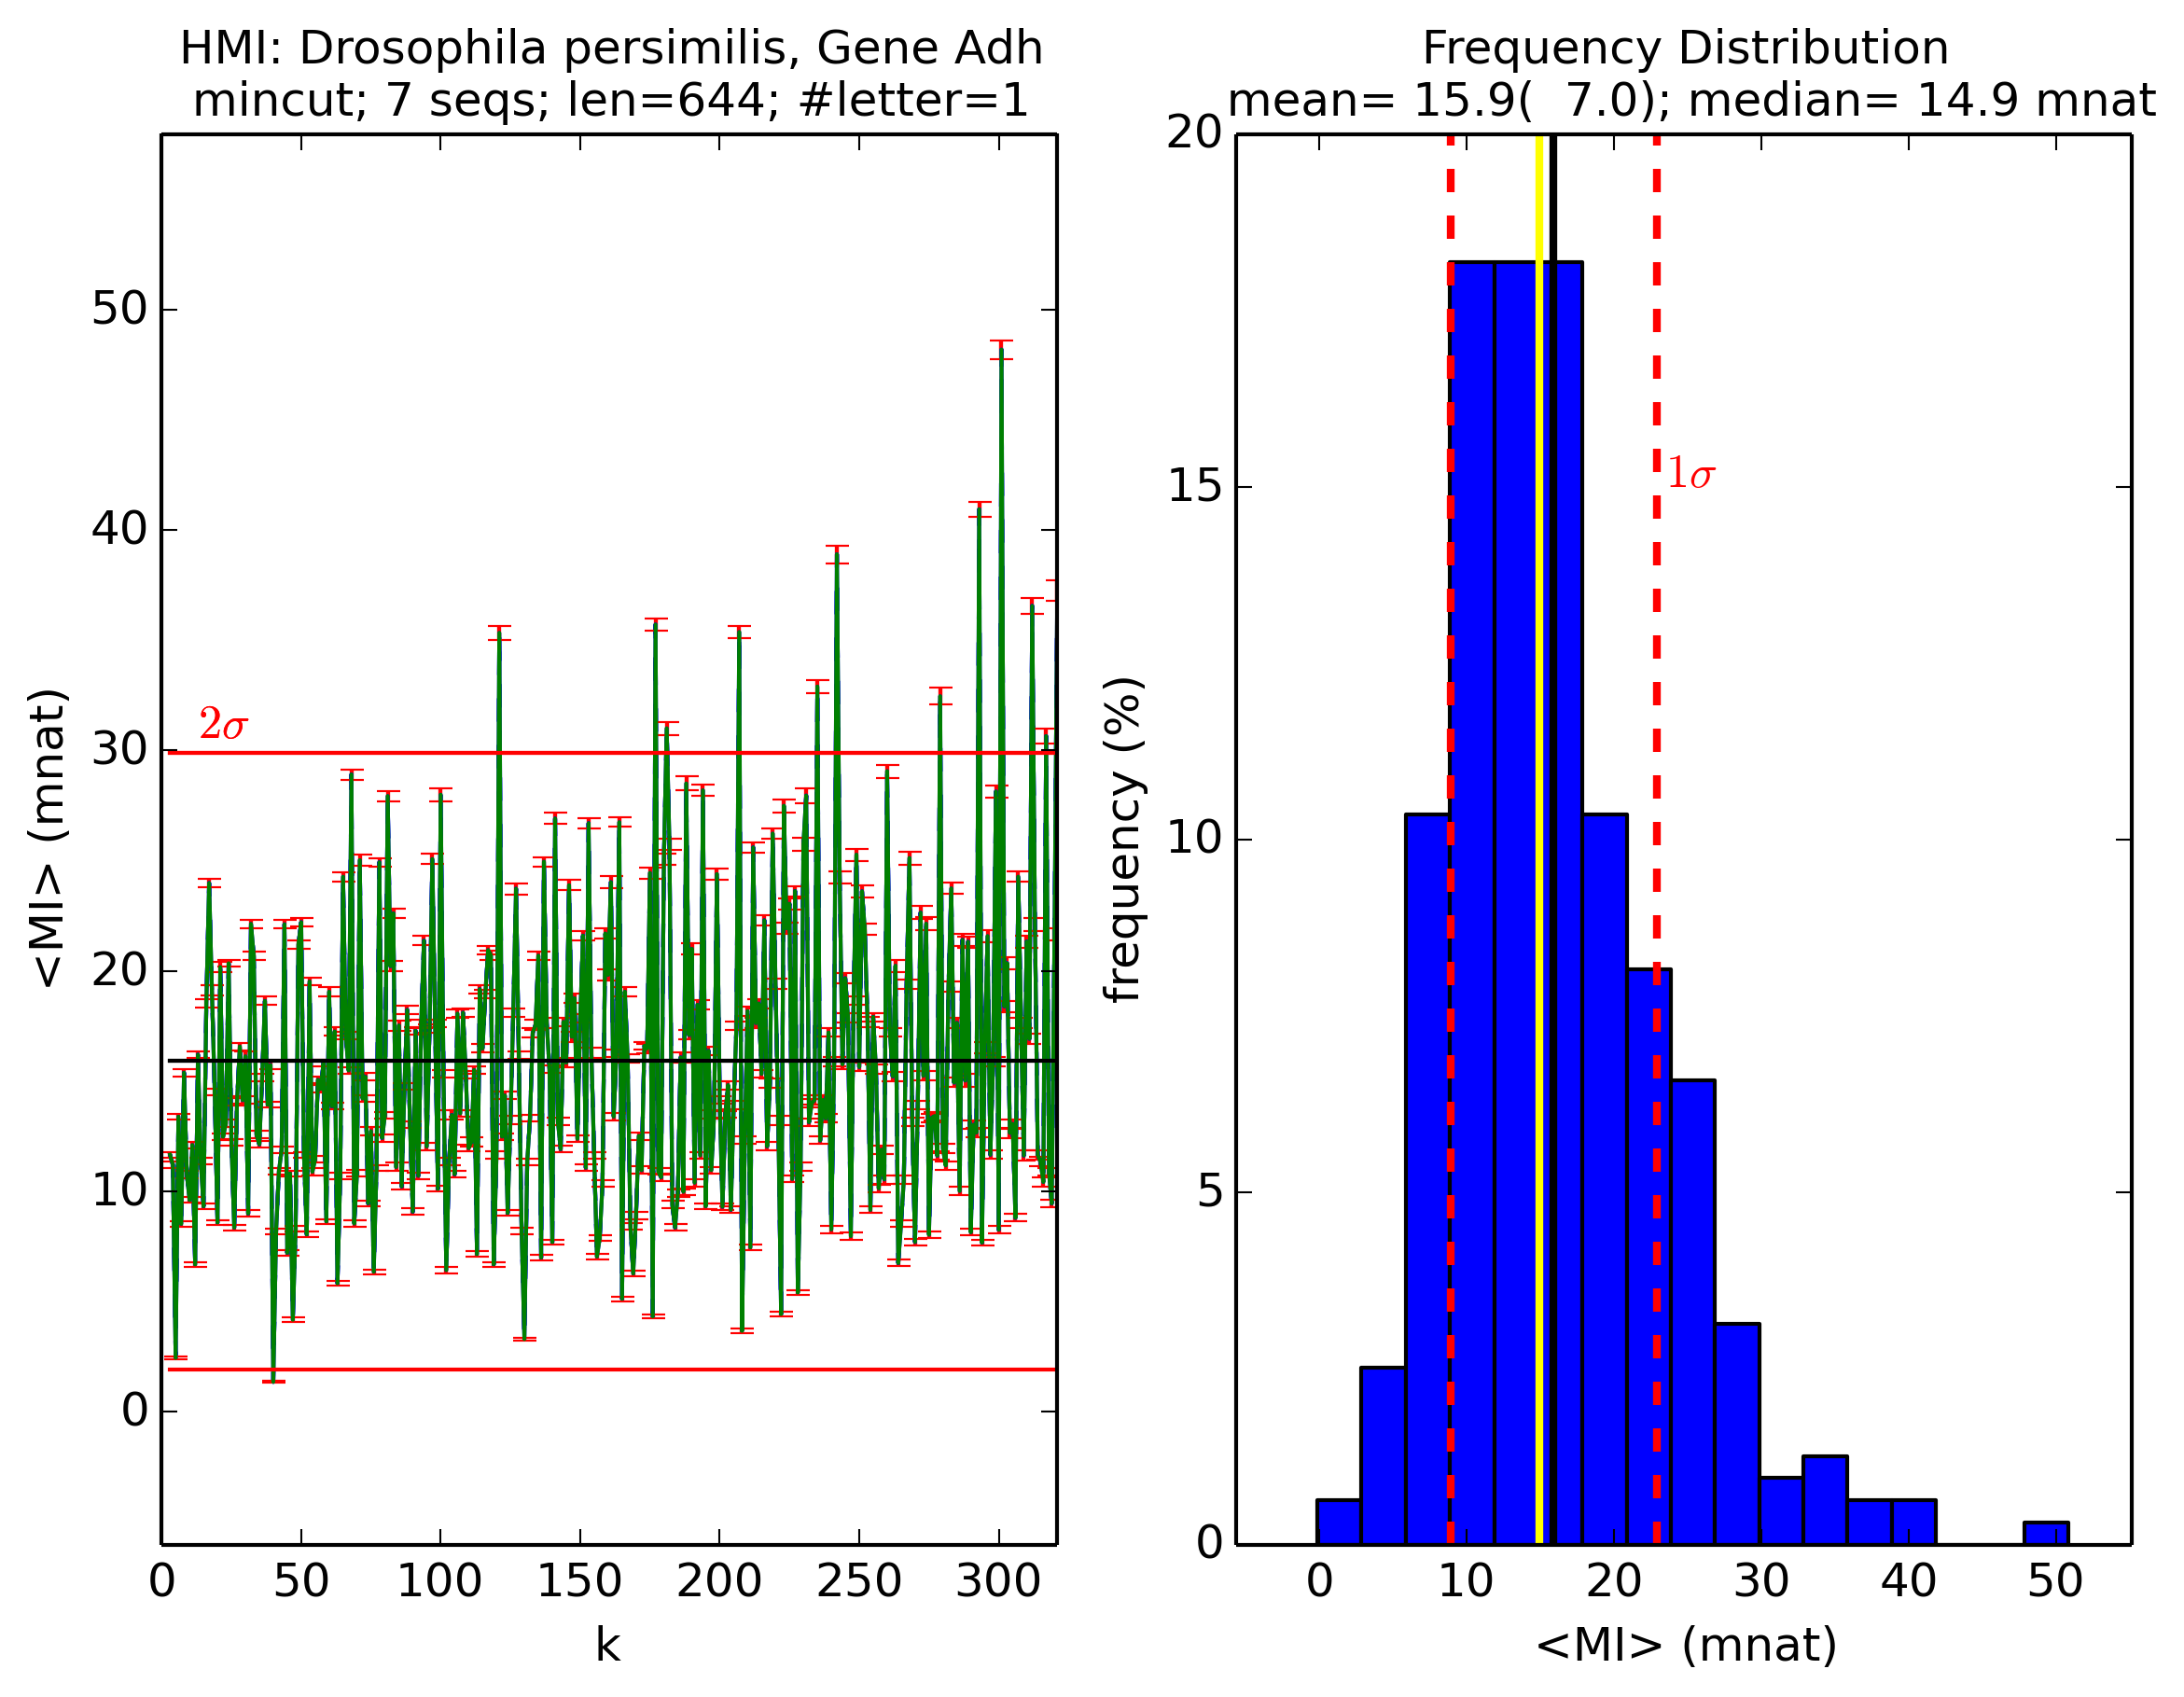 HMI: Drosophila persimilis, Gene Adh
mincut; 7 seqs; len=644; #letter=1
<MI> (mnat)
50
40
30
20
10
0
2σ
0 50 100 150 200 250 300
k
Frequency Distribution
mean= 15.9(  7.0); median= 14.9 mnat
frequency (%)
20
15
10
5
0
1σ
0 10 20 30 40 50
<MI> (mnat)